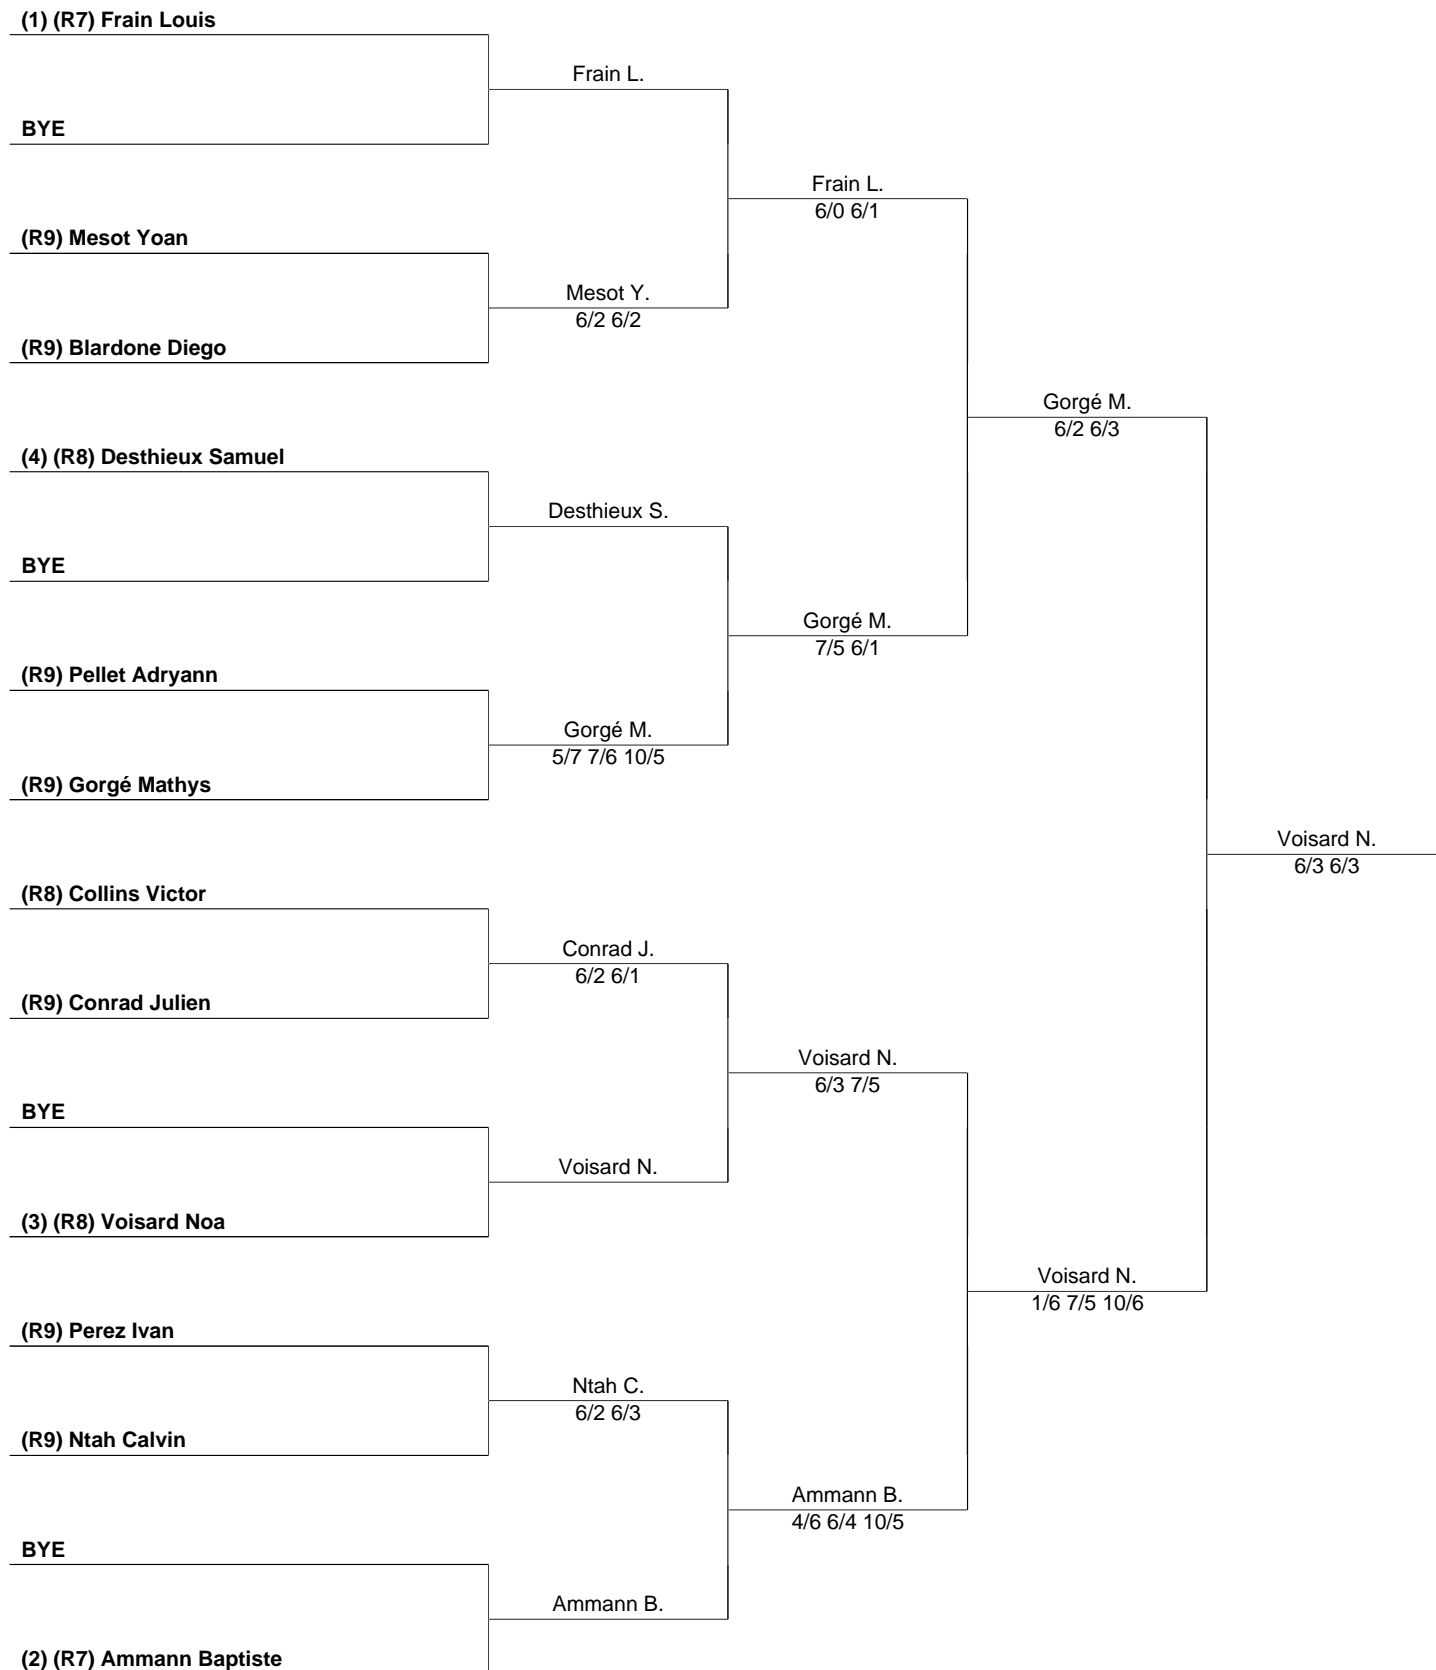 (1) (R7) Frain Louis
Frain L.
BYE
Frain L.
6/0 6/1
(R9) Mesot Yoan
Mesot Y.
6/2 6/2
(R9) Blardone Diego
Gorgé M.
6/2 6/3
(4) (R8) Desthieux Samuel
Desthieux S.
BYE
Gorgé M.
7/5 6/1
(R9) Pellet Adryann
Gorgé M.
5/7 7/6 10/5
(R9) Gorgé Mathys
Voisard N.
6/3 6/3
(R8) Collins Victor
Conrad J.
6/2 6/1
(R9) Conrad Julien
Voisard N.
6/3 7/5
BYE
Voisard N.
(3) (R8) Voisard Noa
Voisard N.
1/6 7/5 10/6
(R9) Perez Ivan
Ntah C.
6/2 6/3
(R9) Ntah Calvin
Ammann B.
4/6 6/4 10/5
BYE
Ammann B.
(2) (R7) Ammann Baptiste